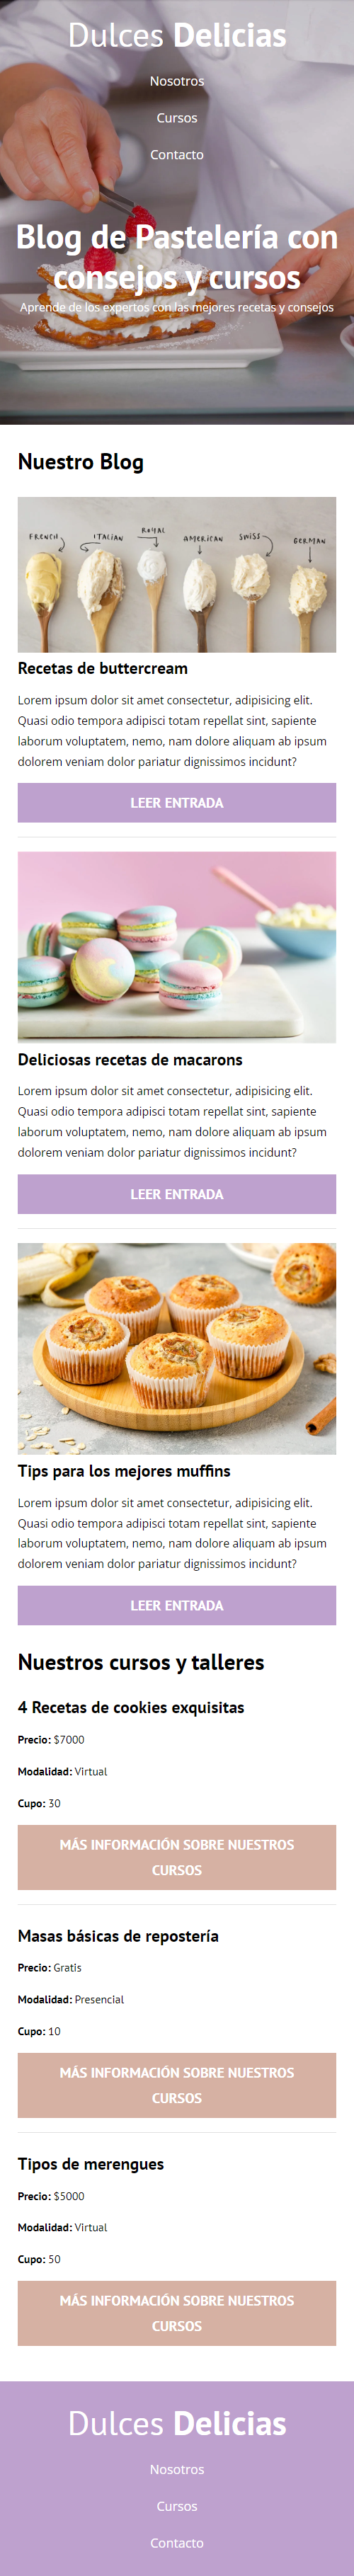 Dulces Delicias
Nosotros
Cursos
Contacto
Blog de Pastelería con
consejos y cursos
Aprende de los expertos con las mejores recetas y consejos
Nuestro Blog
FRENCH
ITALIAN
ROYAL
AMERICAN
SWISS
GERMAN
Recetas de buttercream
Lorem ipsum dolor sit amet consectetur, adipisicing elit.
Quasi odio tempora adipisci totam repellat sint, sapiente
laborum voluptatem, nemo, nam dolore aliquam ab ipsum
dolorem veniam dolor pariatur dignissimos incidunt?
LEER ENTRADA
Deliciosas recetas de macarons
Lorem ipsum dolor sit amet consectetur, adipisicing elit.
Quasi odio tempora adipisci totam repellat sint, sapiente
laborum voluptatem, nemo, nam dolore aliquam ab ipsum
dolorem veniam dolor pariatur dignissimos incidunt?
LEER ENTRADA
Tips para los mejores muffins
Lorem ipsum dolor sit amet consectetur, adipisicing elit.
Quasi odio tempora adipisci totam repellat sint, sapiente
laborum voluptatem, nemo, nam dolore aliquam ab ipsum
dolorem veniam dolor pariatur dignissimos incidunt?
LEER ENTRADA
Nuestros cursos y talleres
4 Recetas de cookies exquisitas
Precio: $7000
Modalidad: Virtual
Cupo: 30
MÁS INFORMACIÓN SOBRE NUESTROS
CURSOS
Masas básicas de repostería
Precio: Gratis
Modalidad: Presencial
Cupo: 10
MÁS INFORMACIÓN SOBRE NUESTROS
CURSOS
Tipos de merengues
Precio: $5000
Modalidad: Virtual
Cupo: 50
MÁS INFORMACIÓN SOBRE NUESTROS
CURSOS
Dulces Delicias
Nosotros
Cursos
Contacto